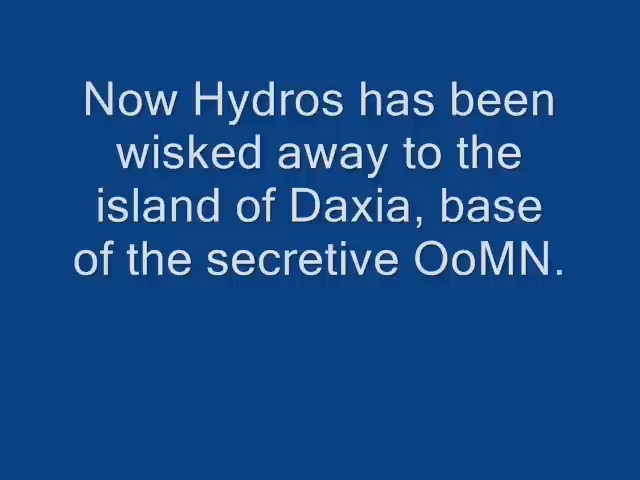 Now Hydros has been
wisked away to the
island of Daxia, base
of the secretive OoMN.